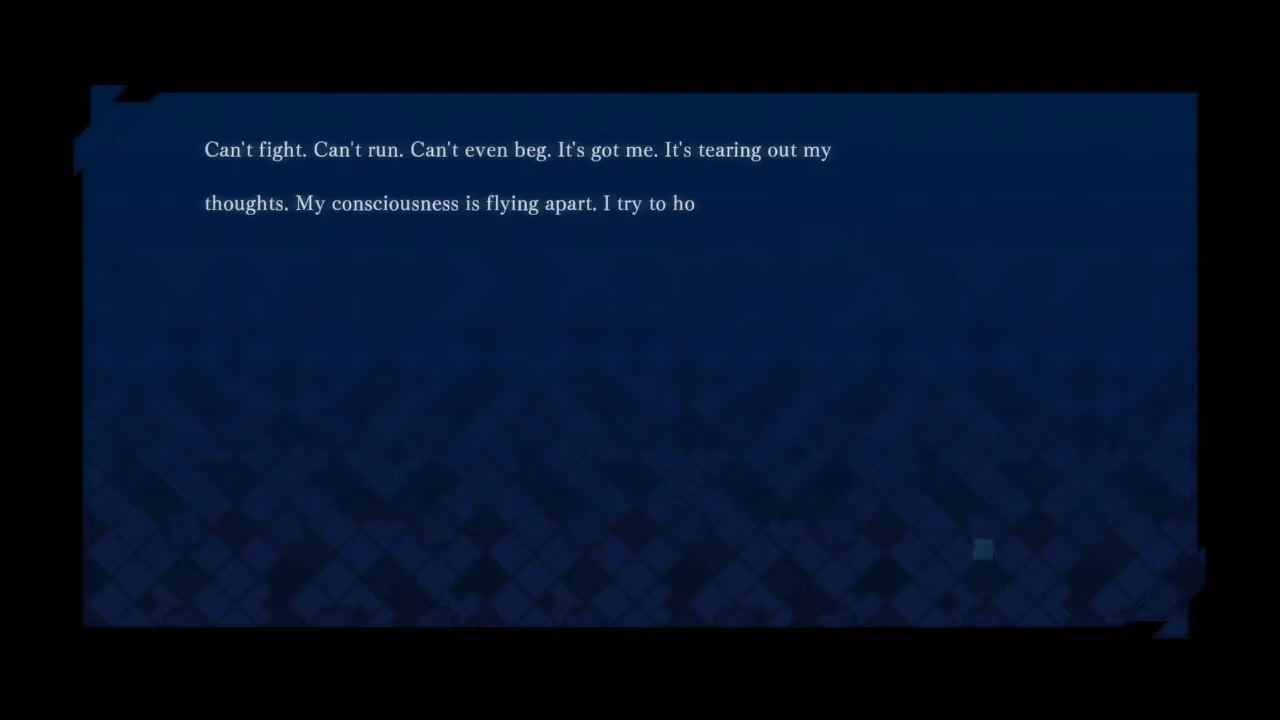 Can't fight. Can't run. Can't even beg. It's got me. It's tearing out my
thoughts. My consciousness is flying apart. I try to ho